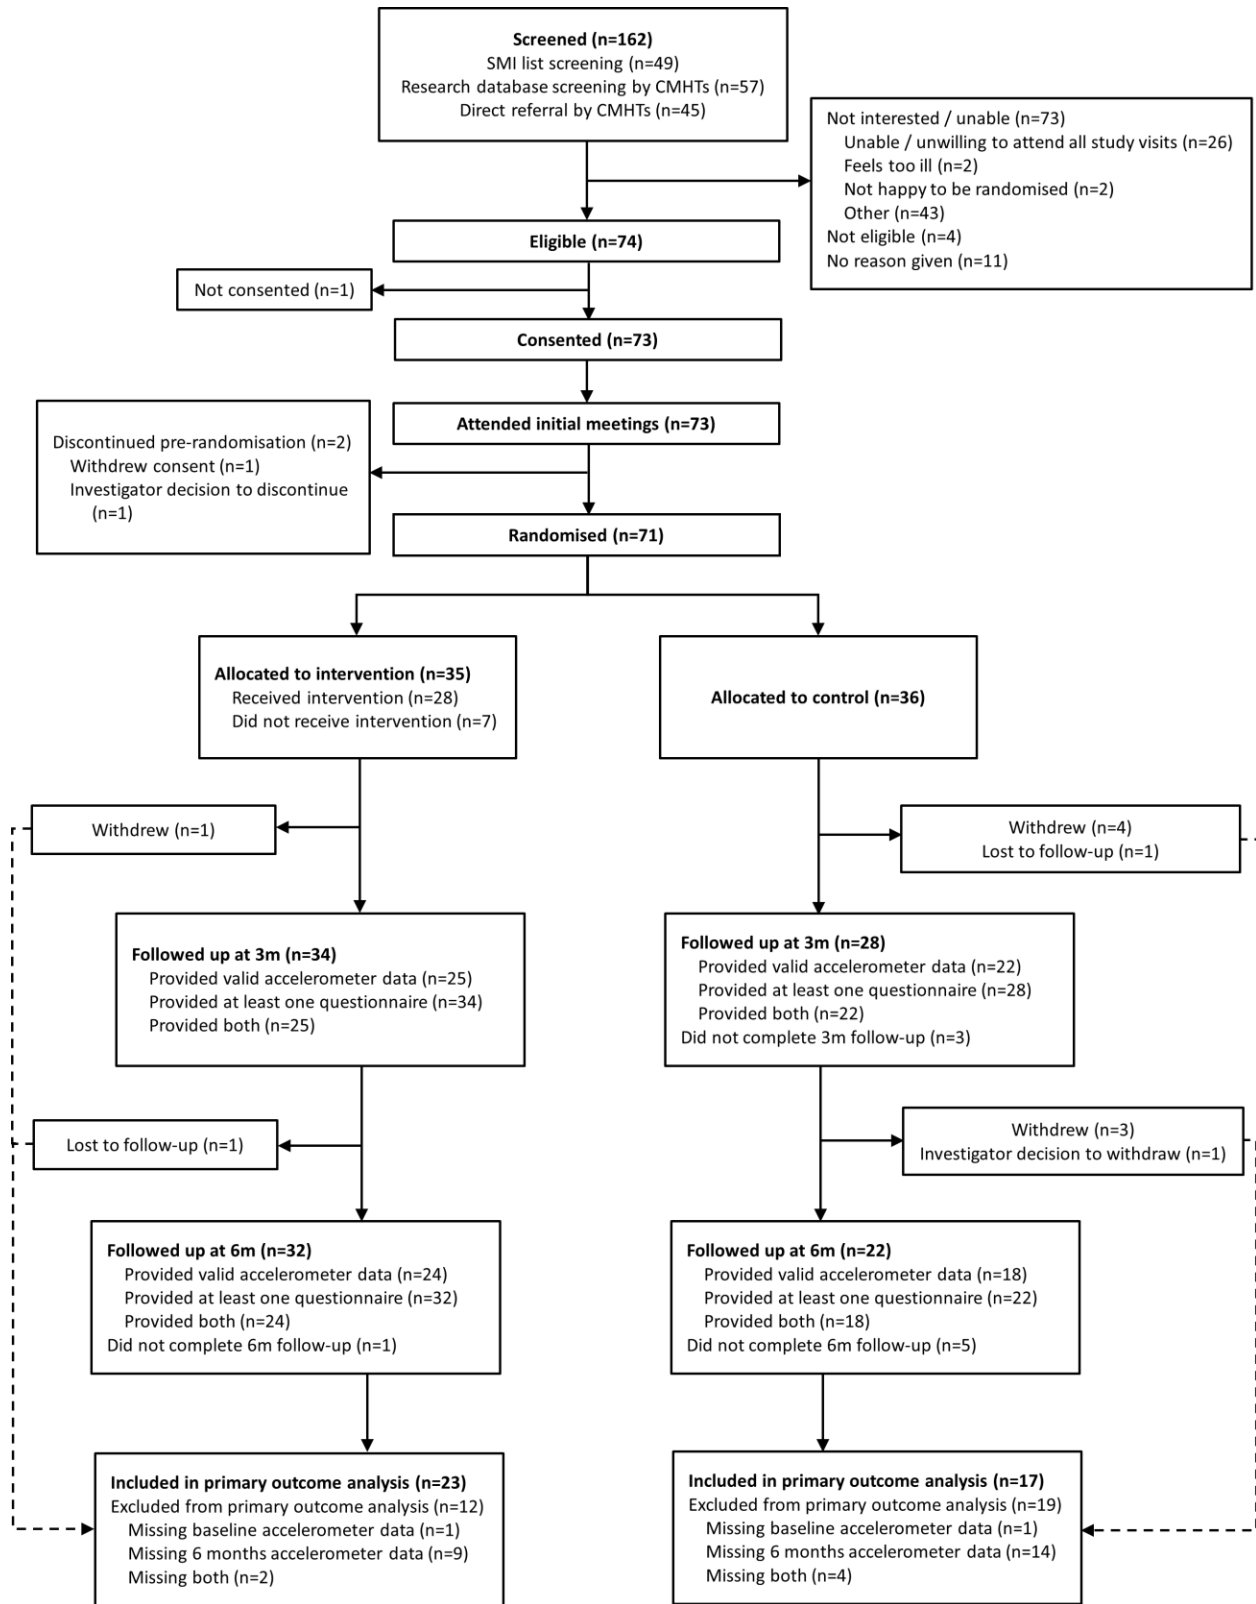 Screened (n=162)
SMI list screening (n=49)
Research database screening by CMHTs (n=57)
Direct referral by CMHTs (n=45)
Not interested / unable (n=73)
Unable / unwilling to attend all study visits (n=26)
Feels too ill (n=2)
Not happy to be randomised (n=2)
Other (n=43)
Not eligible (n=4)
No reason given (n=11)
Eligible (n=74)
Not consented (n=1)
Consented (n=73)
Attended initial meetings (n=73)
Discontinued pre-randomisation (n=2)
Withdrew consent (n=1)
Investigator decision to discontinue
(n=1)
Randomised (n=71)
Allocated to intervention (n=35)
Received intervention (n=28)
Did not receive intervention (n=7)
Allocated to control (n=36)
Withdrew (n=1)
Withdrew (n=4)
Lost to follow-up (n=1)
Followed up at 3m (n=34)
Provided valid accelerometer data (n=25)
Provided at least one questionnaire (n=34)
Provided both (n=25)
Followed up at 3m (n=28)
Provided valid accelerometer data (n=22)
Provided at least one questionnaire (n=28)
Provided both (n=22)
Did not complete 3m follow-up (n=3)
Lost to follow-up (n=1)
Withdrew (n=3)
Investigator decision to withdraw (n=1)
Followed up at 6m (n=32)
Provided valid accelerometer data (n=24)
Provided at least one questionnaire (n=32)
Provided both (n=24)
Did not complete 6m follow-up (n=1)
Followed up at 6m (n=22)
Provided valid accelerometer data (n=18)
Provided at least one questionnaire (n=22)
Provided both (n=18)
Did not complete 6m follow-up (n=5)
Included in primary outcome analysis (n=23)
Excluded from primary outcome analysis (n=12)
Missing baseline accelerometer data (n=1)
Missing 6 months accelerometer data (n=9)
Missing both (n=2)
Included in primary outcome analysis (n=17)
Excluded from primary outcome analysis (n=19)
Missing baseline accelerometer data (n=1)
Missing 6 months accelerometer data (n=14)
Missing both (n=4)